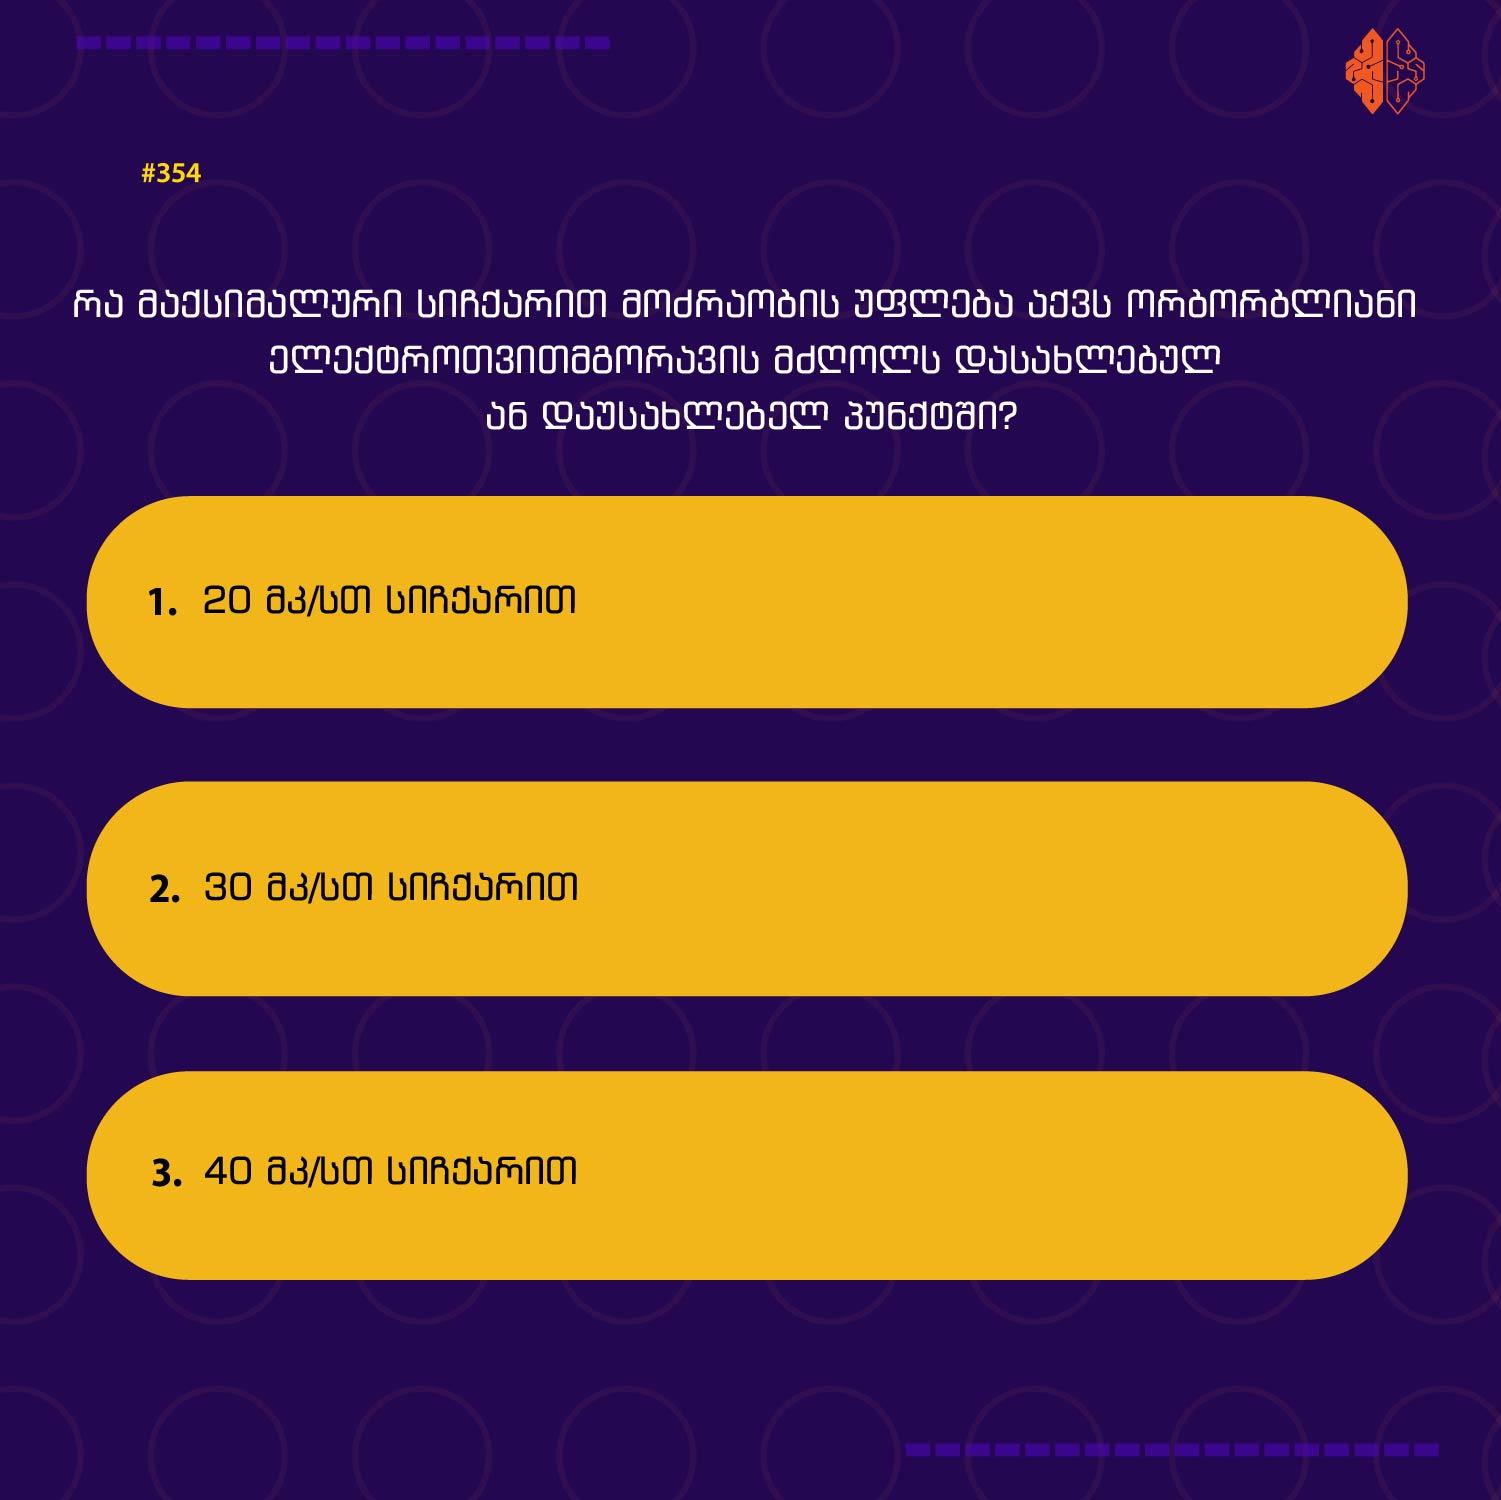 #354
რა მაქსიმალური სიჩქარით მოძრაობის უფლება აქვს ორბორბლიანი
ელექტროთვითმგორავის მძღოლს დასახლებულ
ან დაუსახლებელ პუნქტში?
1. 20 მკ/სთ სიჩქარით
2. 30 მკ/სთ სიჩქარით
3. 40 მკ/სთ სიჩქარით